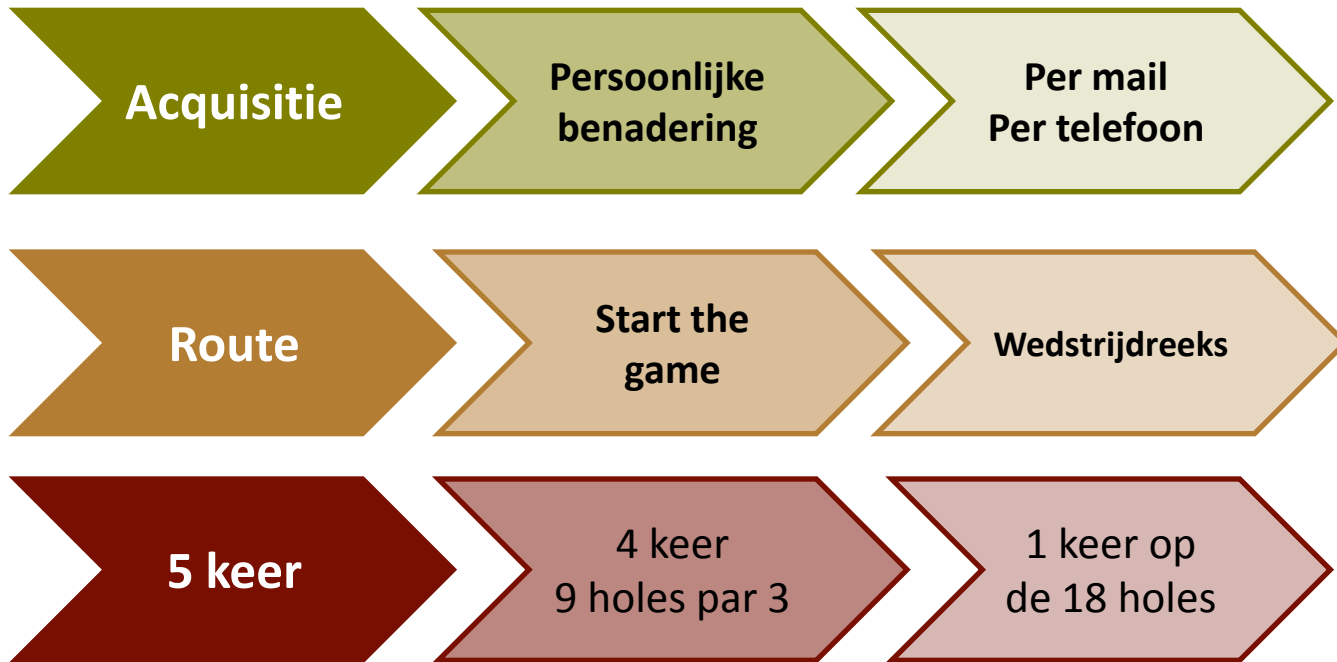 Acquisitie
Persoonlijke
benadering
Per mail
Per telefoon
Route
Start the
game
Wedstrijdreeks
5 keer
4 keer
9 holes par 3
1 keer op
de 18 holes